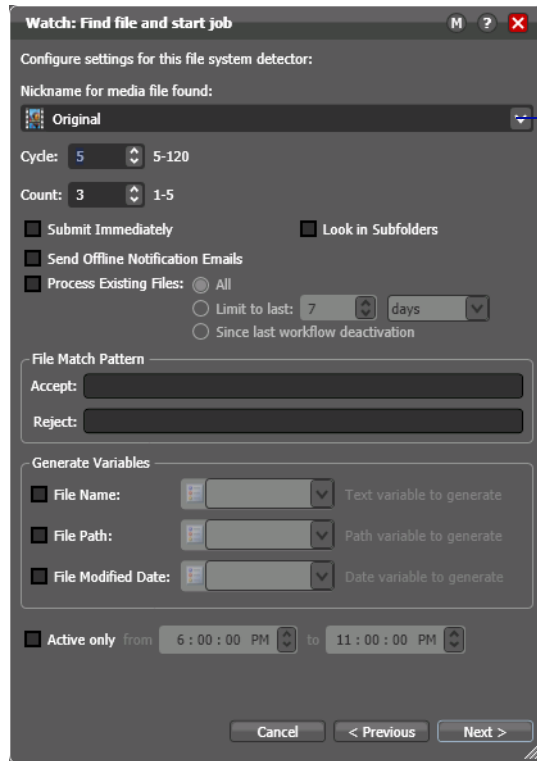 Watch: Find file and start job M ?
Configure settings for this file system detector:
Nickname for media file found:
Original
Cycle: 5 5-120
Count: 3 1-5
Submit Immediately Look in Subfolders
Send Offline Notification Emails
Process Existing Files: All
Limit to last: 7 days
Since last workflow deactivation
File Match Pattern
Accept:
Reject:
Generate Variables
File Name: Text variable to generate
File Path: Path variable to generate
File Modified Date: Date variable to generate
Active only from 6 : 00 : 00 PM to 11 : 00 : 00 PM
Cancel < Previous Next >